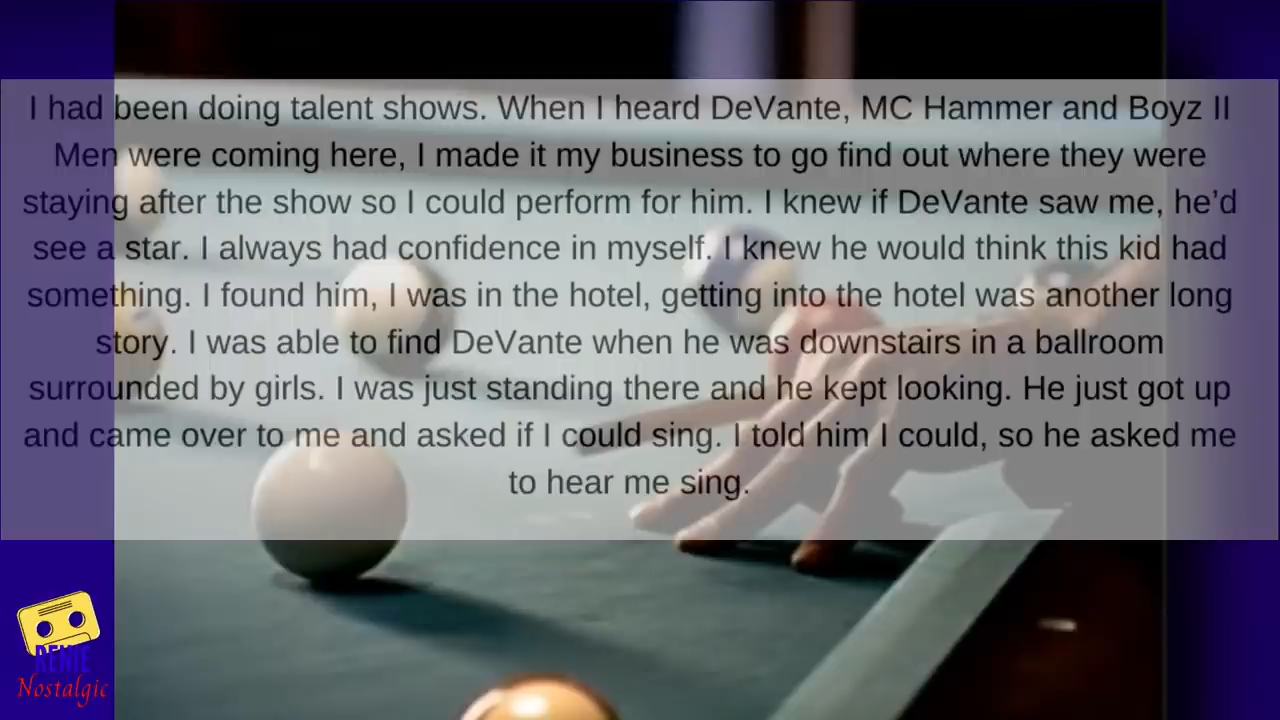 I had been doing talent shows. When I heard DeVante, MC Hammer and Boyz II
Men were coming here, I made it my business to go find out where they were
staying after the show so I could perform for him. I knew if DeVante saw me, he’d
see a star. I always had confidence in myself. I knew he would think this kid had
something. I found him, I was in the hotel, getting into the hotel was another long
story. I was able to find DeVante when he was downstairs in a ballroom
surrounded by girls. I was just standing there and he kept looking. He just got up
and came over to me and asked if I could sing. I told him I could, so he asked me
to hear me sing.
Nostalgic